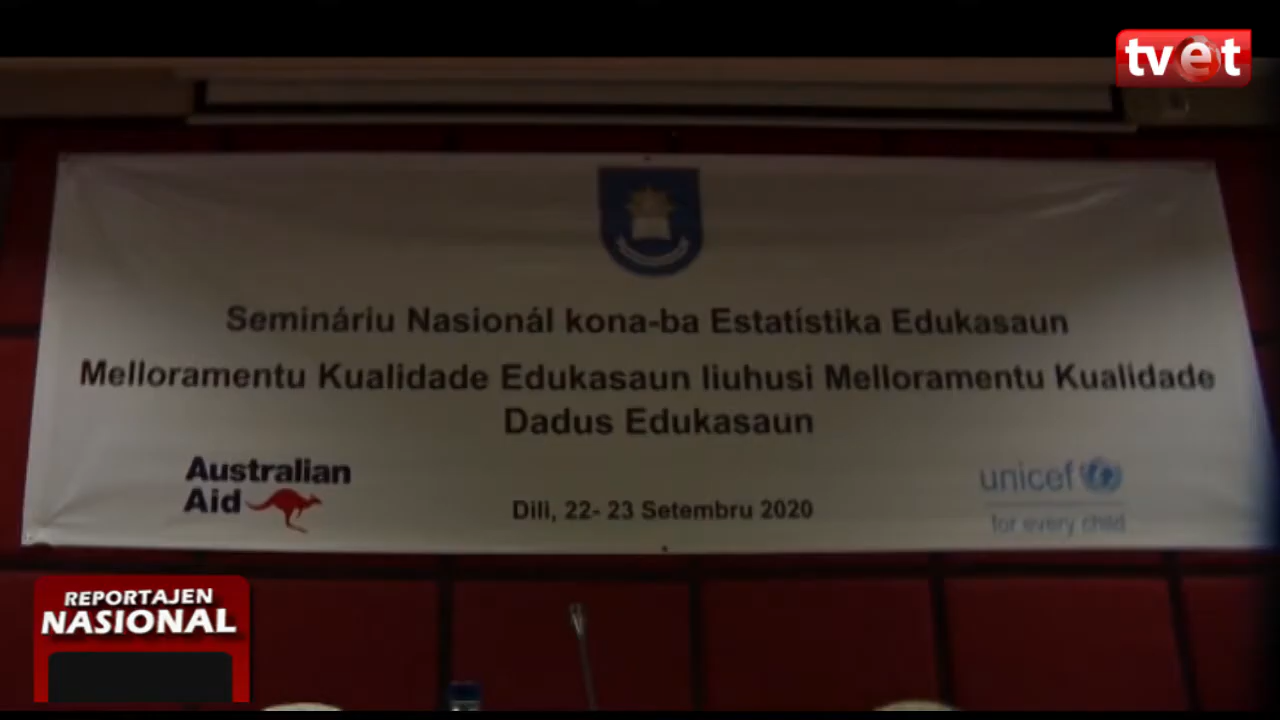 tvet
Semináriu Nasionál kona-ba Estatístika Edukasaun
Melloramentu Kualidade Edukasaun liuhusi Melloramentu Kualidade
Dadus Edukasaun
Australian
Aid
Dili, 22- 23 Setembru 2020
unicef
for every child
REPORTAJEN
NASIONAL